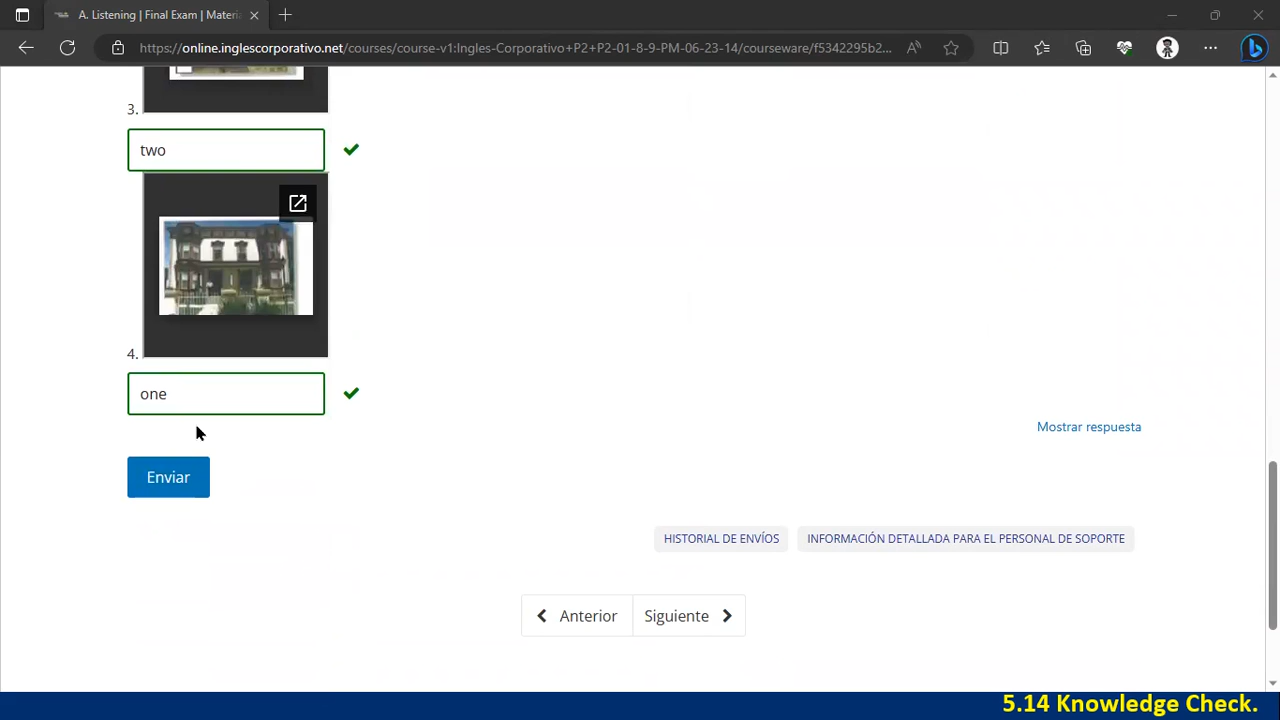 A. Listening | Final Exam | Materia
https://online.inglescorporativo.net/courses/course-v1:Ingles-Corporativo+P2+P2-01-8-9-PM-06-23-14/courseware/f5342295b2...
3.
two
4.
one
Mostrar respuesta
Enviar
HISTORIAL DE ENVÍOS
INFORMACIÓN DETALLADA PARA EL PERSONAL DE SOPORTE
Anterior
Siguiente
5.14 Knowledge Check.